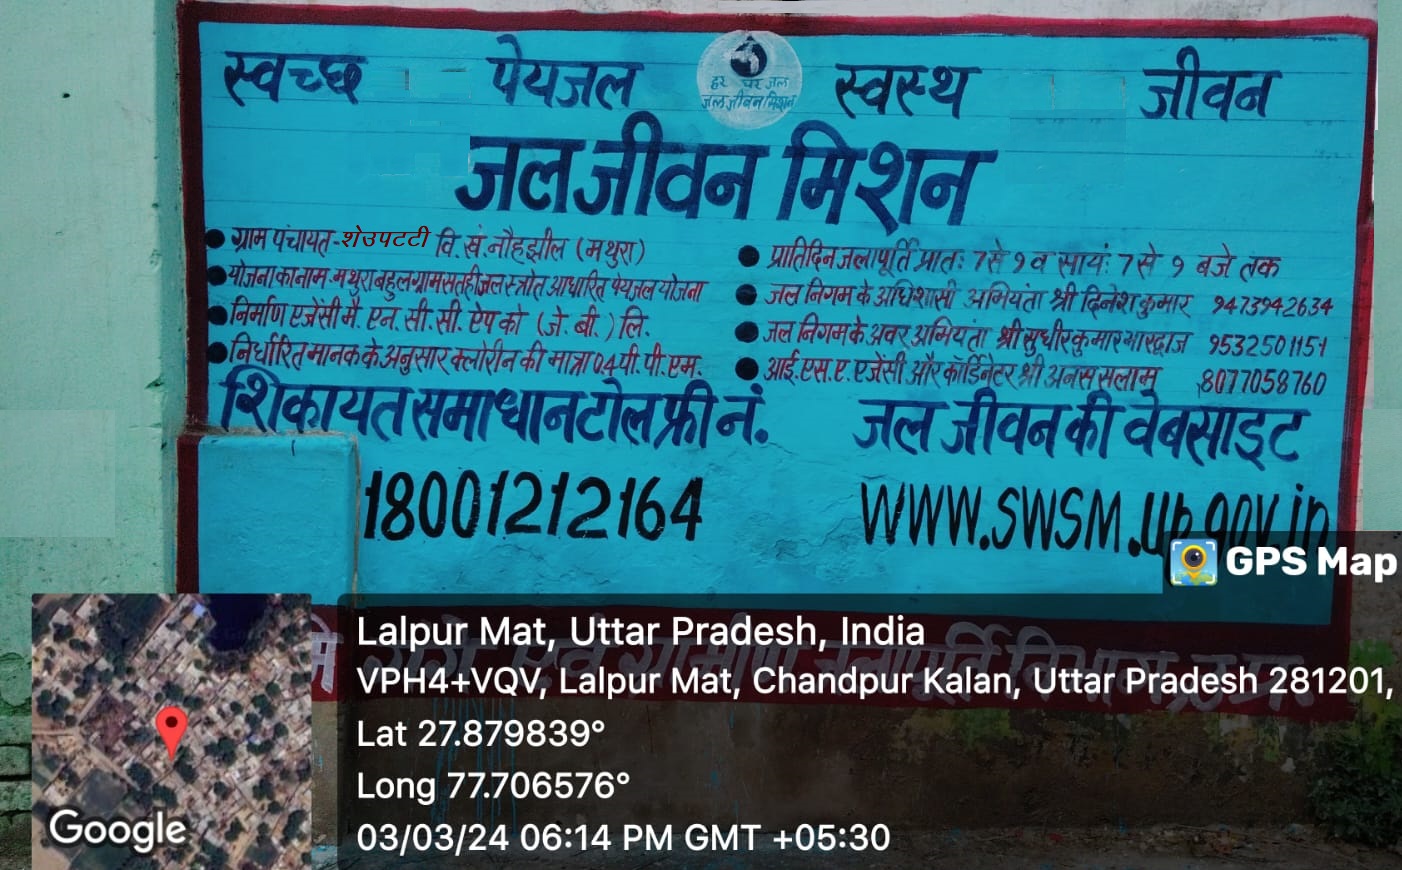 स्वच्छ पेयजल स्वस्थ जीवन
हर घर जल
जल जीवन मिशन
जल जीवन मिशन
ग्राम पंचायत-शेउपटटी वि.खं.नौहझील (मथुरा)
योजना का नाम-मथुरा बहुल ग्राम सतही जल स्त्रोत आधारित पेयजल योजना
निर्माण एजेंसी मै. एन.सी.सी. ऐपको (जे.बी.) लि.
निर्धारित मानक के अनुसार क्लोरीन की मात्रा 0.4 पी.पी.एम.
प्रातिदिन जलापूर्ति प्रातः 7 से 9 व सायं: 7 से 9 बजे तक
जल निगम के अधिशासी अभियंता श्री दिनेश कुमार 9473942634
जल निगम के अवर अभियंता श्री सुधीर कुमार भारद्वाज 9532501151
आई.एस.ए. एजेंसी और कॉर्डिनेटर श्री अनस सलाम 8077058760
शिकायत समाधान टोल फ्री नं.
18001212164
जल जीवन की वेबसाइट
www.swsm.up.gov.in
एवं ग्रामीण जलापूर्ति विभाग,
GPS Map
Lalpur Mat, Uttar Pradesh, India
VPH4+VQV, Lalpur Mat, Chandpur Kalan, Uttar Pradesh 281201,
Lat 27.879839°
Long 77.706576°
03/03/24 06:14 PM GMT +05:30
Google